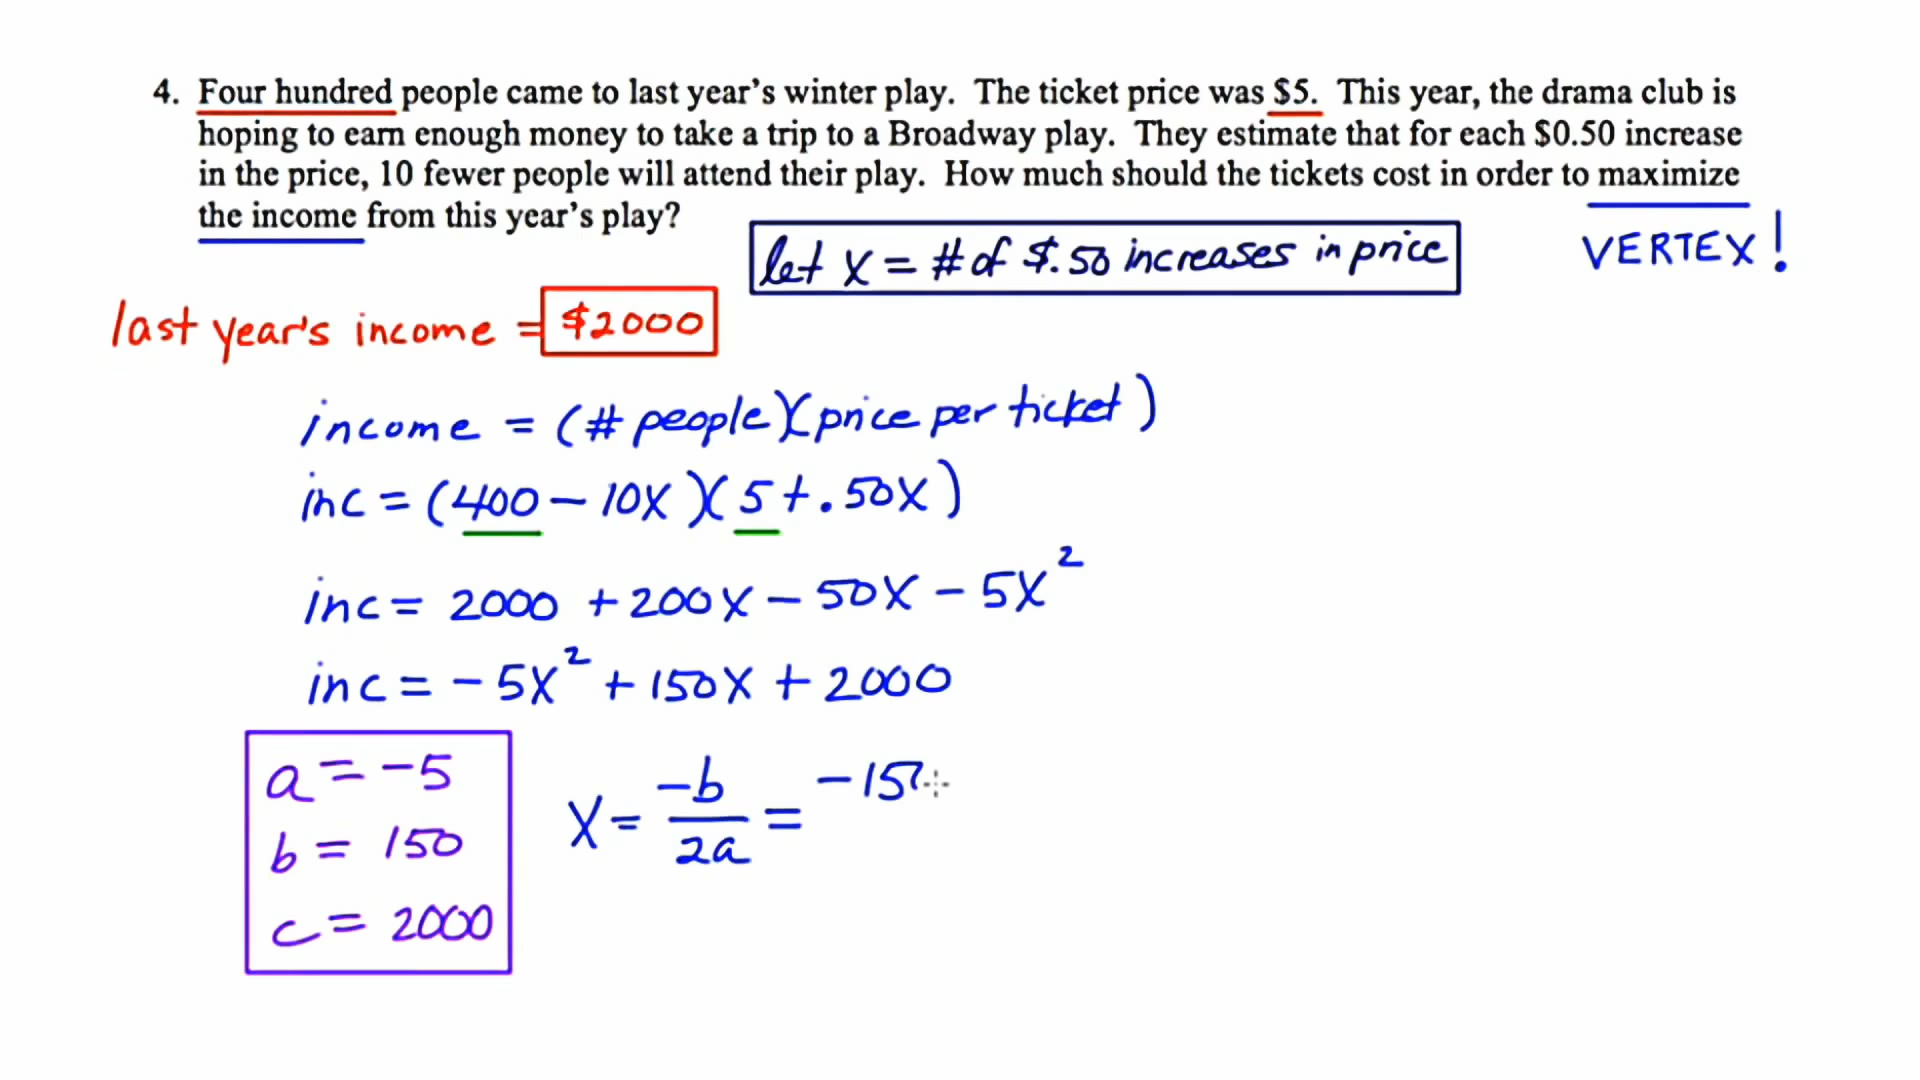 4. Four hundred people came to last year's winter play. The ticket price was $5. This year, the drama club is
hoping to earn enough money to take a trip to a Broadway play. They estimate that for each $0.50 increase
in the price, 10 fewer people will attend their play. How much should the tickets cost in order to maximize
the income from this year's play?
let x = # of $.50 increases in price
VERTEX!
last year's income = $2000
income = (# people)(price per ticket)
inc = (400 - 10x)(5 + .50x)
inc = 2000 + 200x - 50x - 5x²
inc = -5x² + 150x + 2000
a = -5
b = 150
c = 2000
x = -b/2a = -150